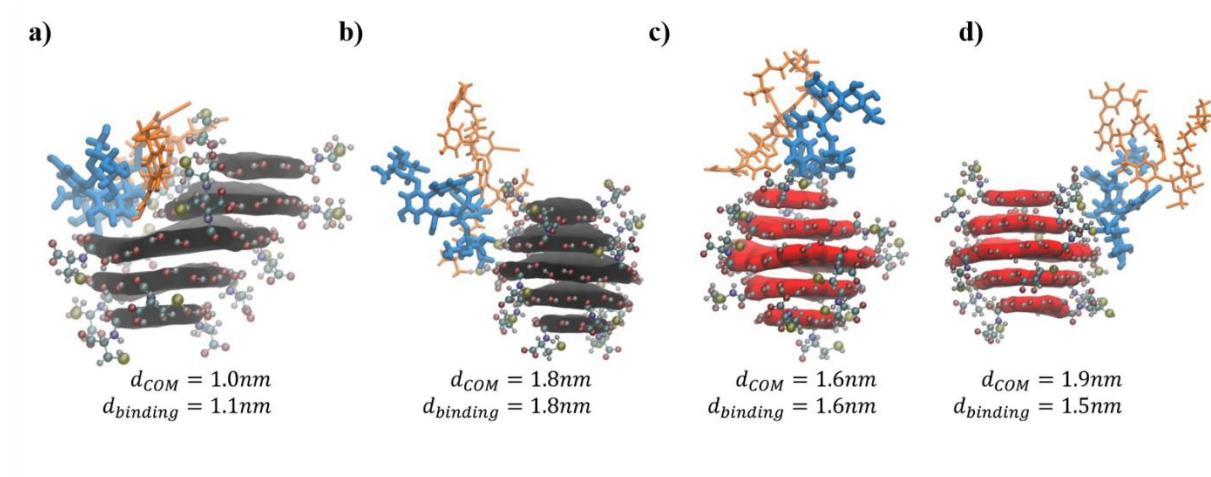 a)
b)
c)
d)
d_COM = 1.0nm
d_binding = 1.1nm
d_COM = 1.8nm
d_binding = 1.8nm
d_COM = 1.6nm
d_binding = 1.6nm
d_COM = 1.9nm
d_binding = 1.5nm